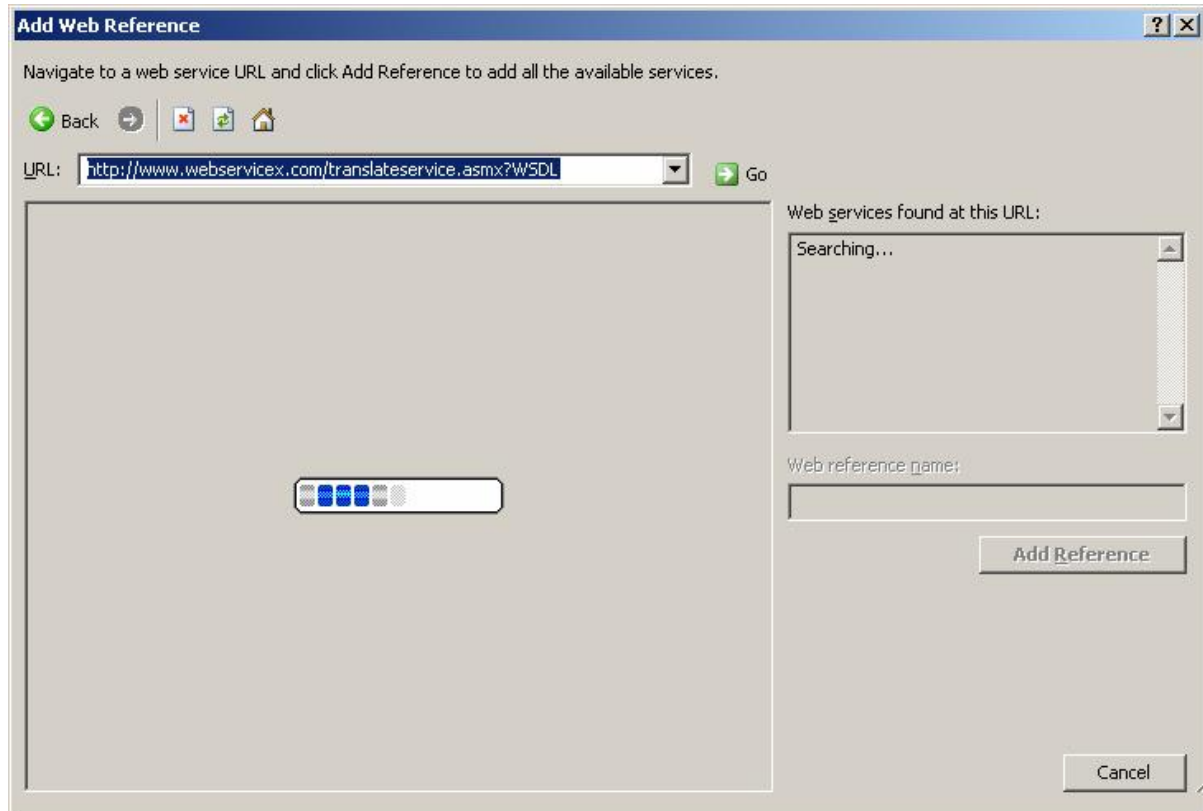 Add Web Reference
Navigate to a web service URL and click Add Reference to add all the available services.
Back
URL: http://www.webservicex.com/translateservice.asmx?WSDL Go
Web services found at this URL:
Searching...
Web reference name:
Add Reference
Cancel